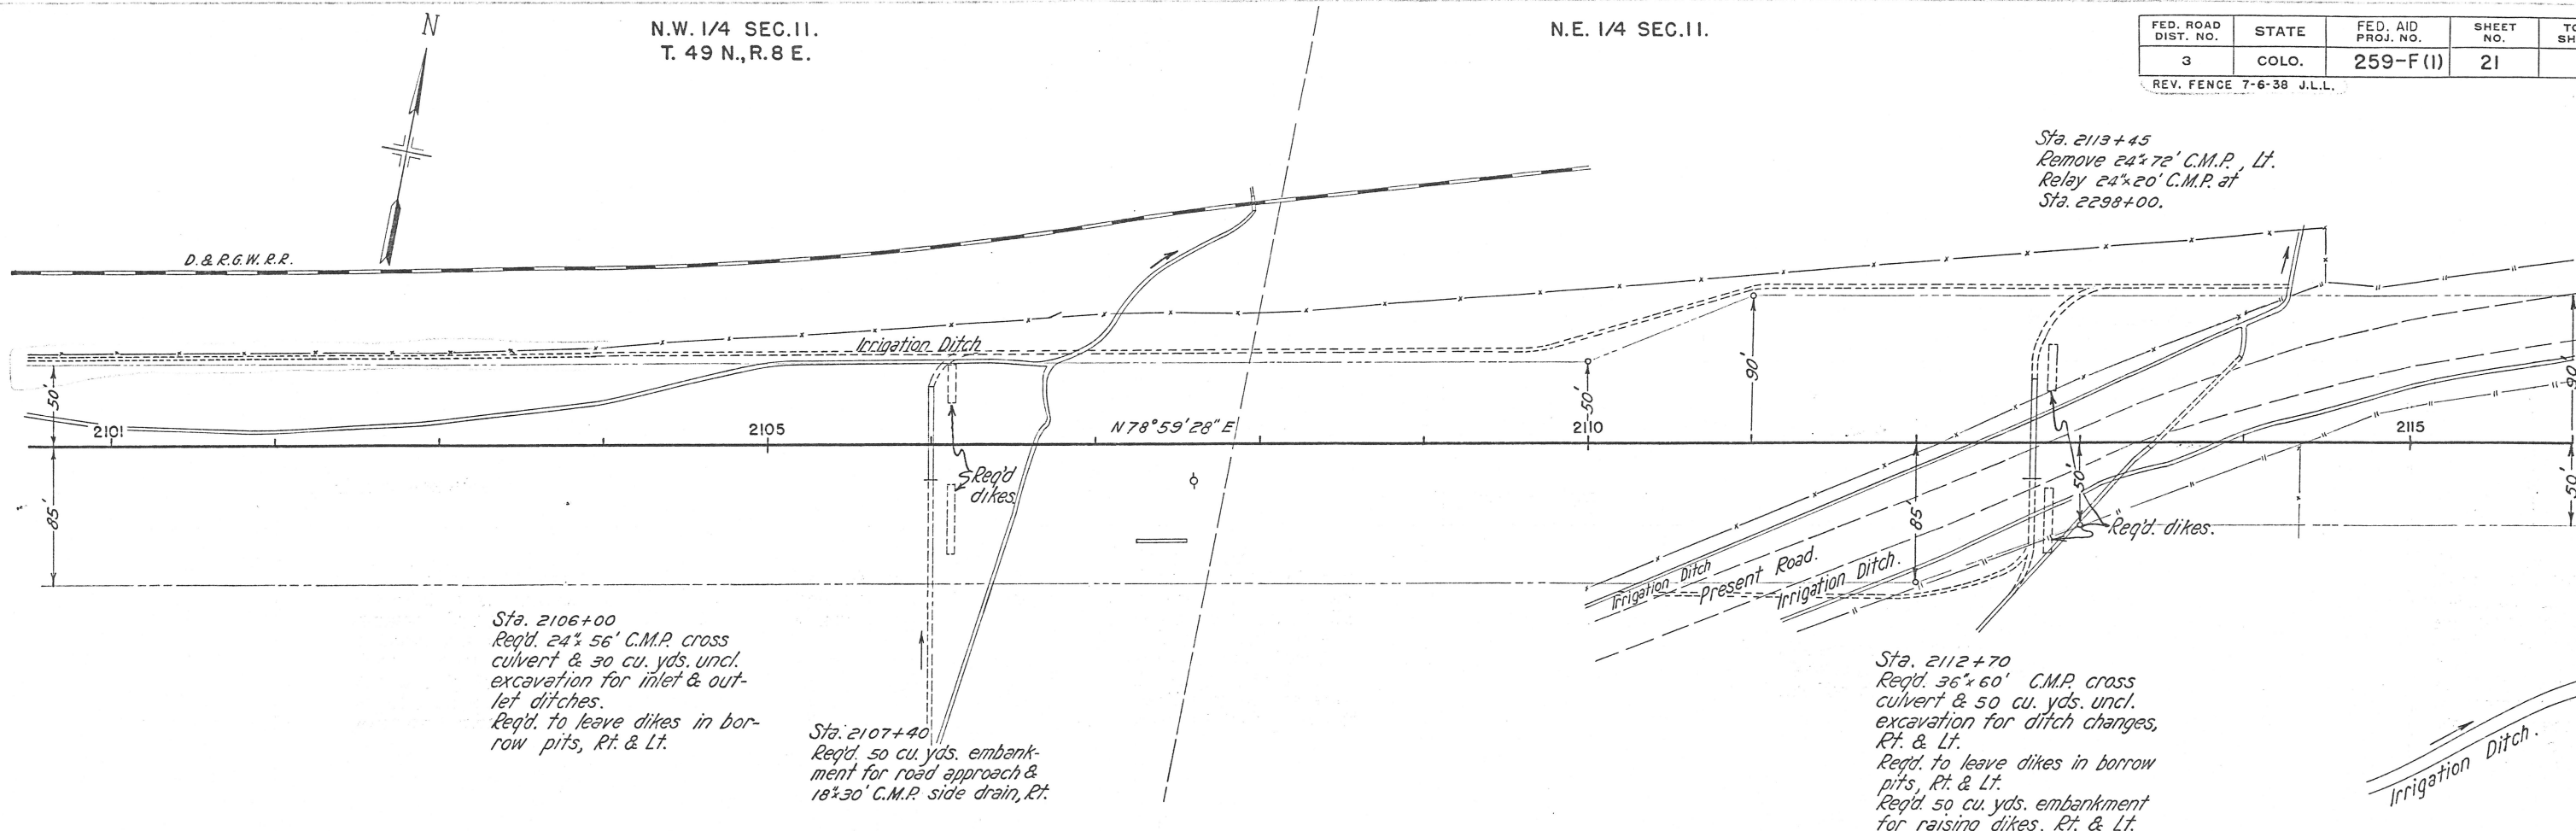 N
N.W. 1/4 SEC. 11.
T. 49 N., R. 8 E.
N.E. 1/4 SEC. 11.
FED. ROAD DIST. NO.
STATE
FED. AID PROJ. NO.
SHEET NO.
3
COLO.
259-F(1)
21
REV. FENCE 7-6-38 J.L.L.
Sta. 2113+45
Remove 24"x 72' C.M.P., Lt.
Relay 24"x20' C.M.P. at
Sta. 2298+00.
D. & R.G.W. R.R.
Irrigation Ditch
50'
90'
50'
90'
2101
2105
N 78° 59' 28" E
2110
2115
85'
Req'd
dikes
85'
50'
50'
Req'd. dikes.
Irrigation Ditch
Present Road.
Irrigation Ditch.
Sta. 2106+00
Req'd. 24"x 56' C.M.P. cross
culvert & 30 cu. yds. uncl.
excavation for inlet & out-
let ditches.
Req'd. to leave dikes in bor-
row pits, Rt. & Lt.
Sta. 2107+40
Req'd. 50 cu. yds. embank-
ment for road approach &
18"x30' C.M.P. side drain, Rt.
Sta. 2112+70
Req'd. 36"x 60' C.M.P. cross
culvert & 50 cu. yds. uncl.
excavation for ditch changes,
Rt. & Lt.
Req'd. to leave dikes in borrow
pits, Rt. & Lt.
Req'd. 50 cu. yds. embankment
for raising dikes, Rt. & Lt.
Irrigation Ditch.